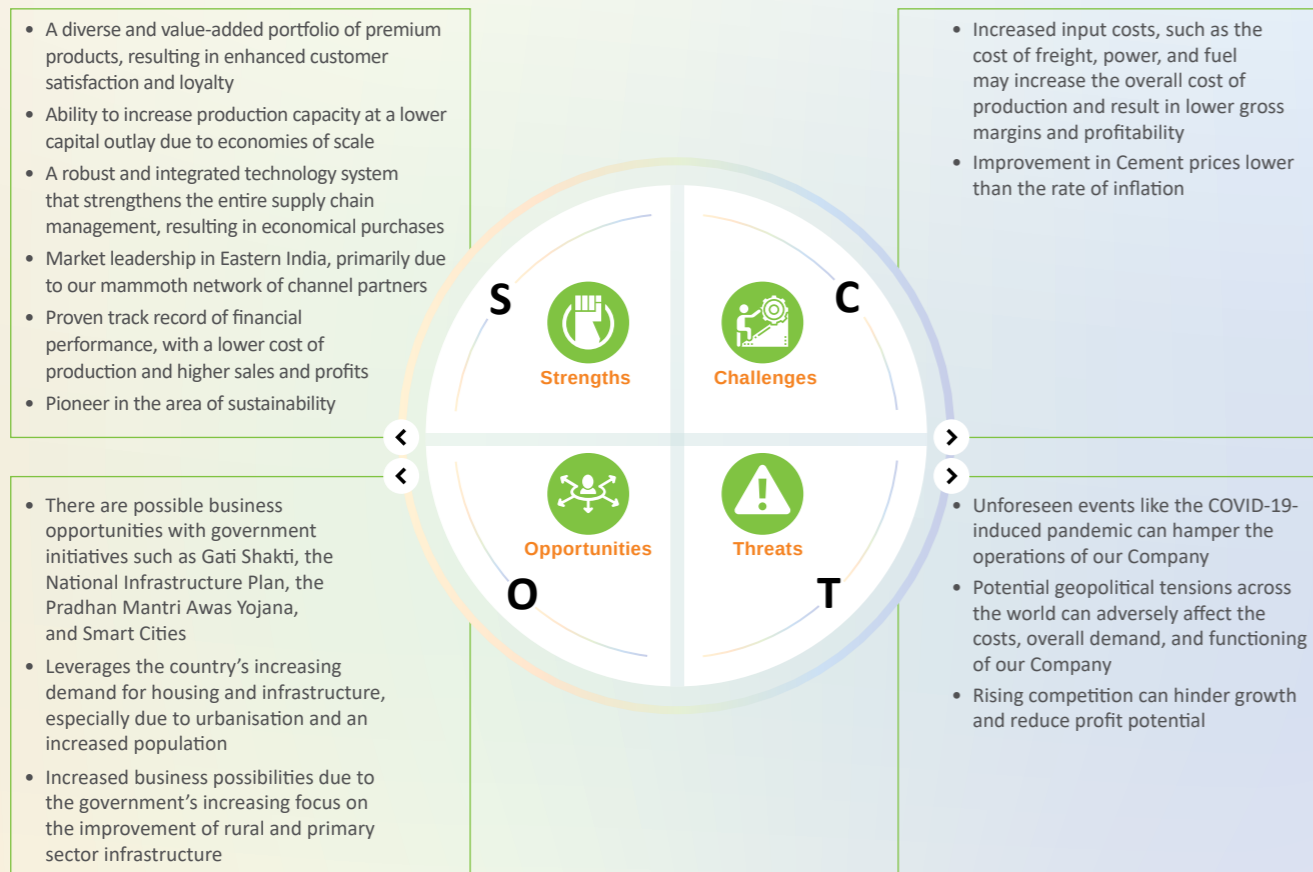 • A diverse and value-added portfolio of premium
products, resulting in enhanced customer
satisfaction and loyalty
• Ability to increase production capacity at a lower
capital outlay due to economies of scale
• A robust and integrated technology system
that strengthens the entire supply chain
management, resulting in economical purchases
• Market leadership in Eastern India, primarily due
to our mammoth network of channel partners
• Proven track record of financial
performance, with a lower cost of
production and higher sales and profits
• Pioneer in the area of sustainability
• Increased input costs, such as the
cost of freight, power, and fuel
may increase the overall cost of
production and result in lower gross
margins and profitability
• Improvement in Cement prices lower
than the rate of inflation
S
Strengths
C
Challenges
Opportunities
O
Threats
T
• There are possible business
opportunities with government
initiatives such as Gati Shakti, the
National Infrastructure Plan, the
Pradhan Mantri Awas Yojana,
and Smart Cities
• Leverages the country's increasing
demand for housing and infrastructure,
especially due to urbanisation and an
increased population
• Increased business possibilities due to
the government's increasing focus on
the improvement of rural and primary
sector infrastructure
• Unforeseen events like the COVID-19-
induced pandemic can hamper the
operations of our Company
• Potential geopolitical tensions across
the world can adversely affect the
costs, overall demand, and functioning
of our Company
• Rising competition can hinder growth
and reduce profit potential